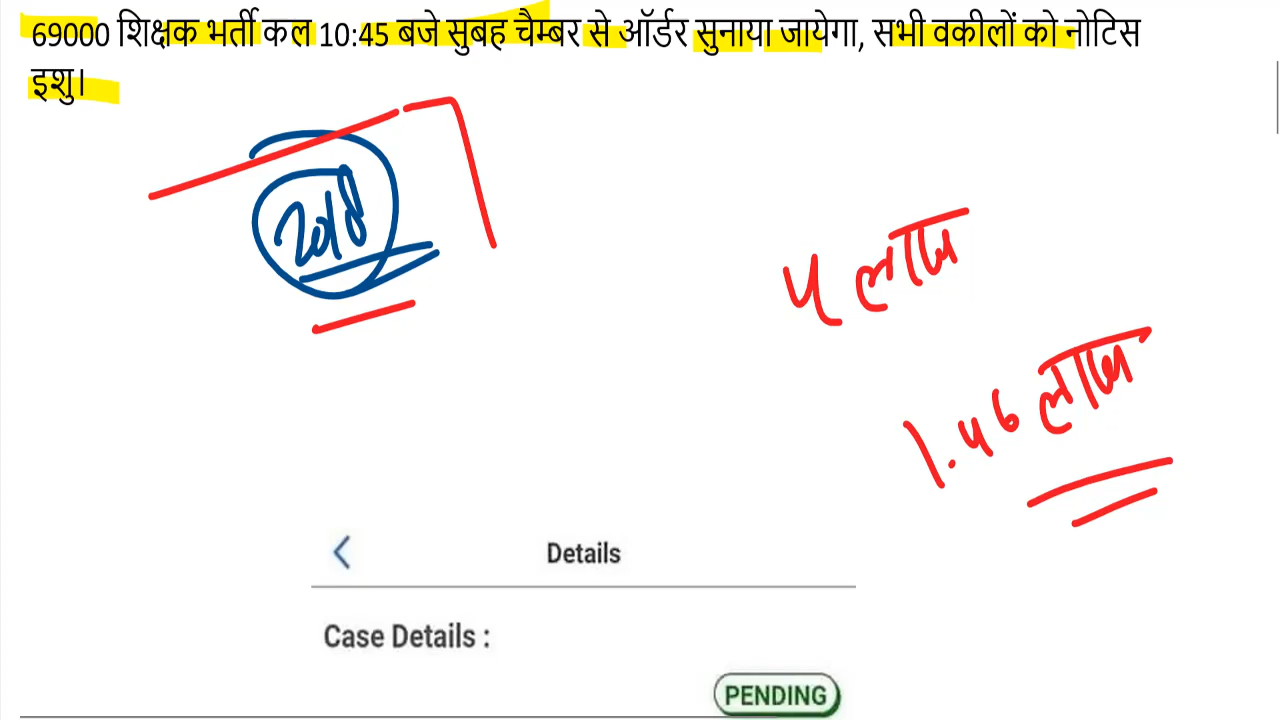 69000 शिक्षक भर्ती कल 10:45 बजे सुबह चैम्बर से ऑर्डर सुनाया जायेगा, सभी वकीलों को नोटिस
इशु।
2018
4 लाख
1.46 लाख
Details
Case Details :
PENDING